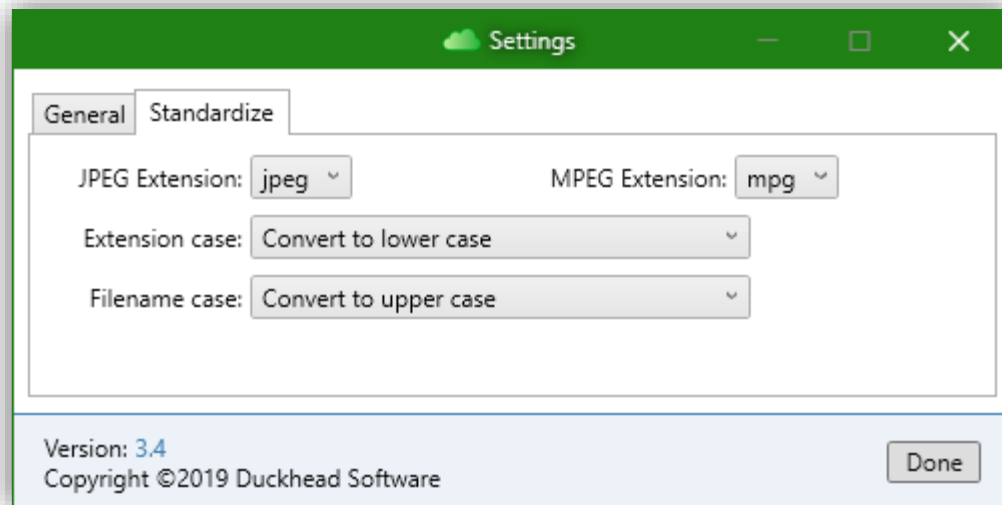 Settings
General Standardize
JPEG Extension: jpeg MPEG Extension: mpg
Extension case: Convert to lower case
Filename case: Convert to upper case
Version: 3.4
Copyright ©2019 Duckhead Software
Done